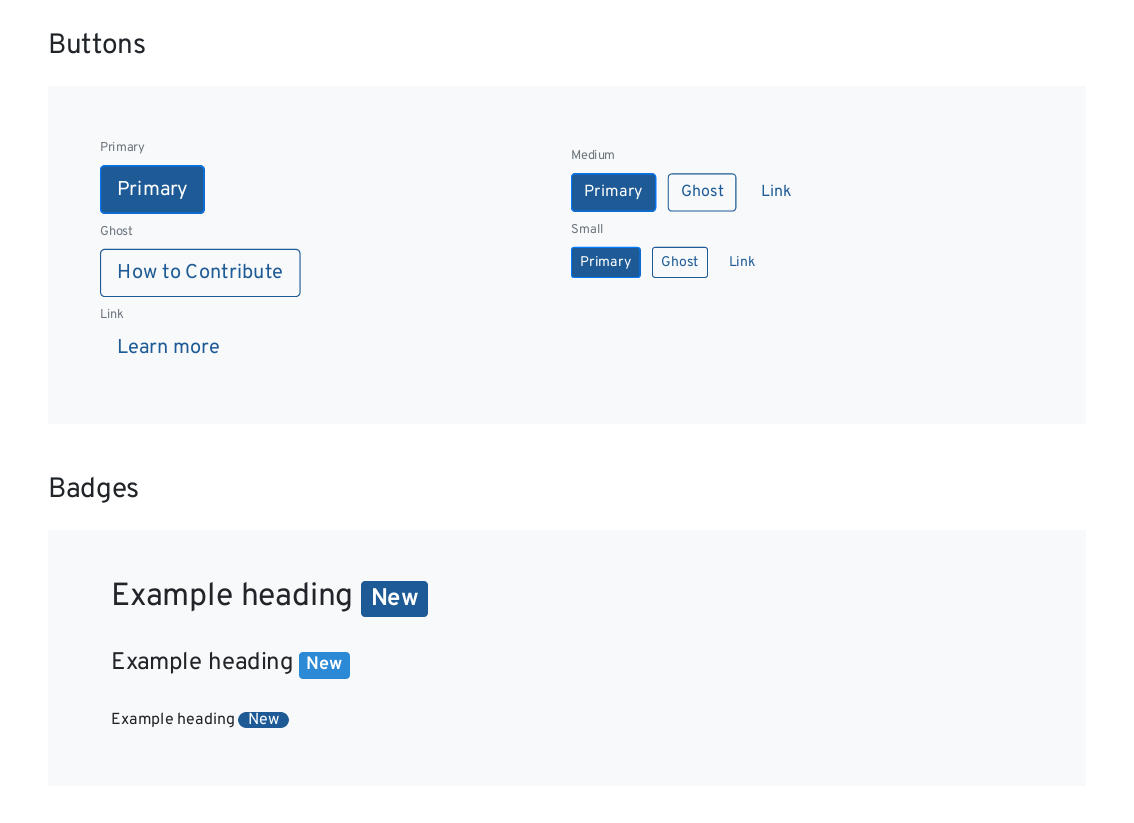 Buttons
Primary
Primary
Ghost
How to Contribute
Link
Learn more
Medium
Primary Ghost Link
Small
Primary Ghost Link
Badges
Example heading New
Example heading New
Example heading New